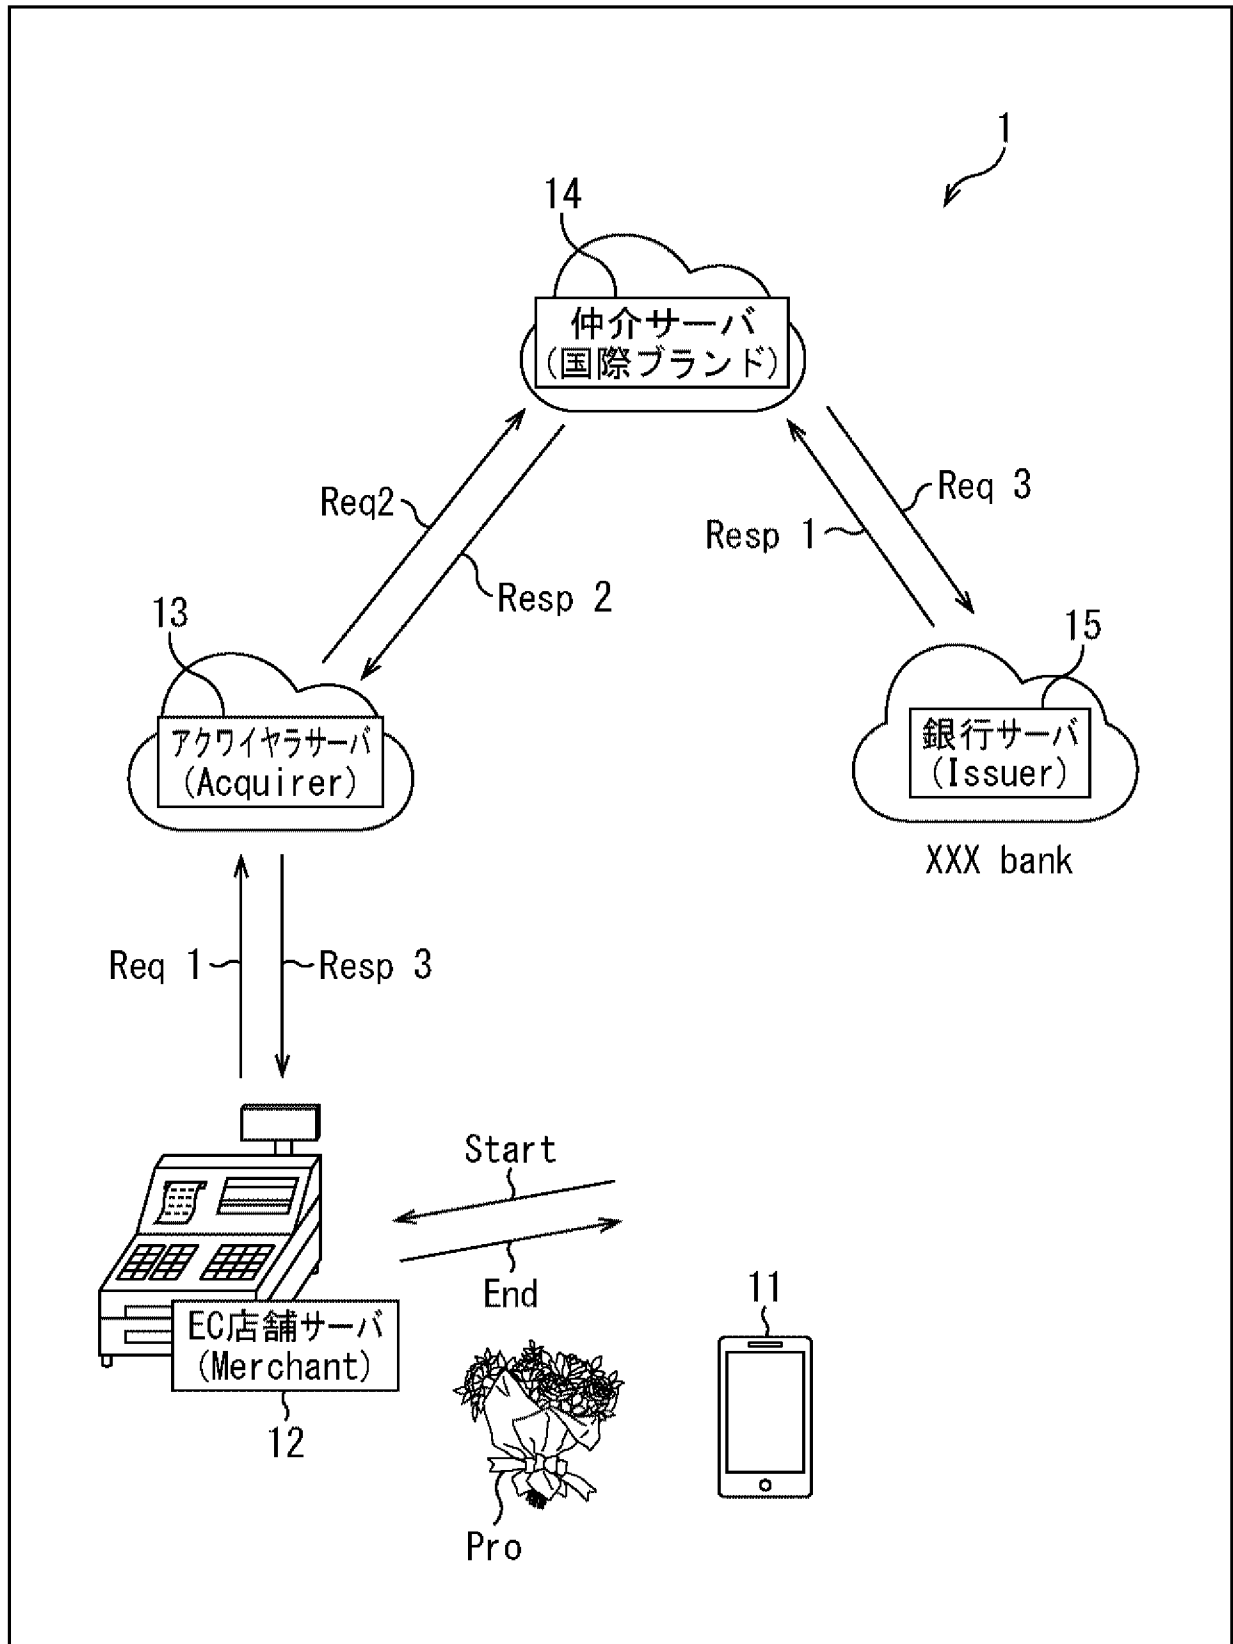 1
14
仲介サーバ
(国際ブランド)
Req2
Req 3
Resp 1
Resp 2
13
15
アクワイヤラサーバ
(Acquirer)
銀行サーバ
(Issuer)
XXX bank
Req 1
Resp 3
Start
End
11
EC店舗サーバ
(Merchant)
12
Pro